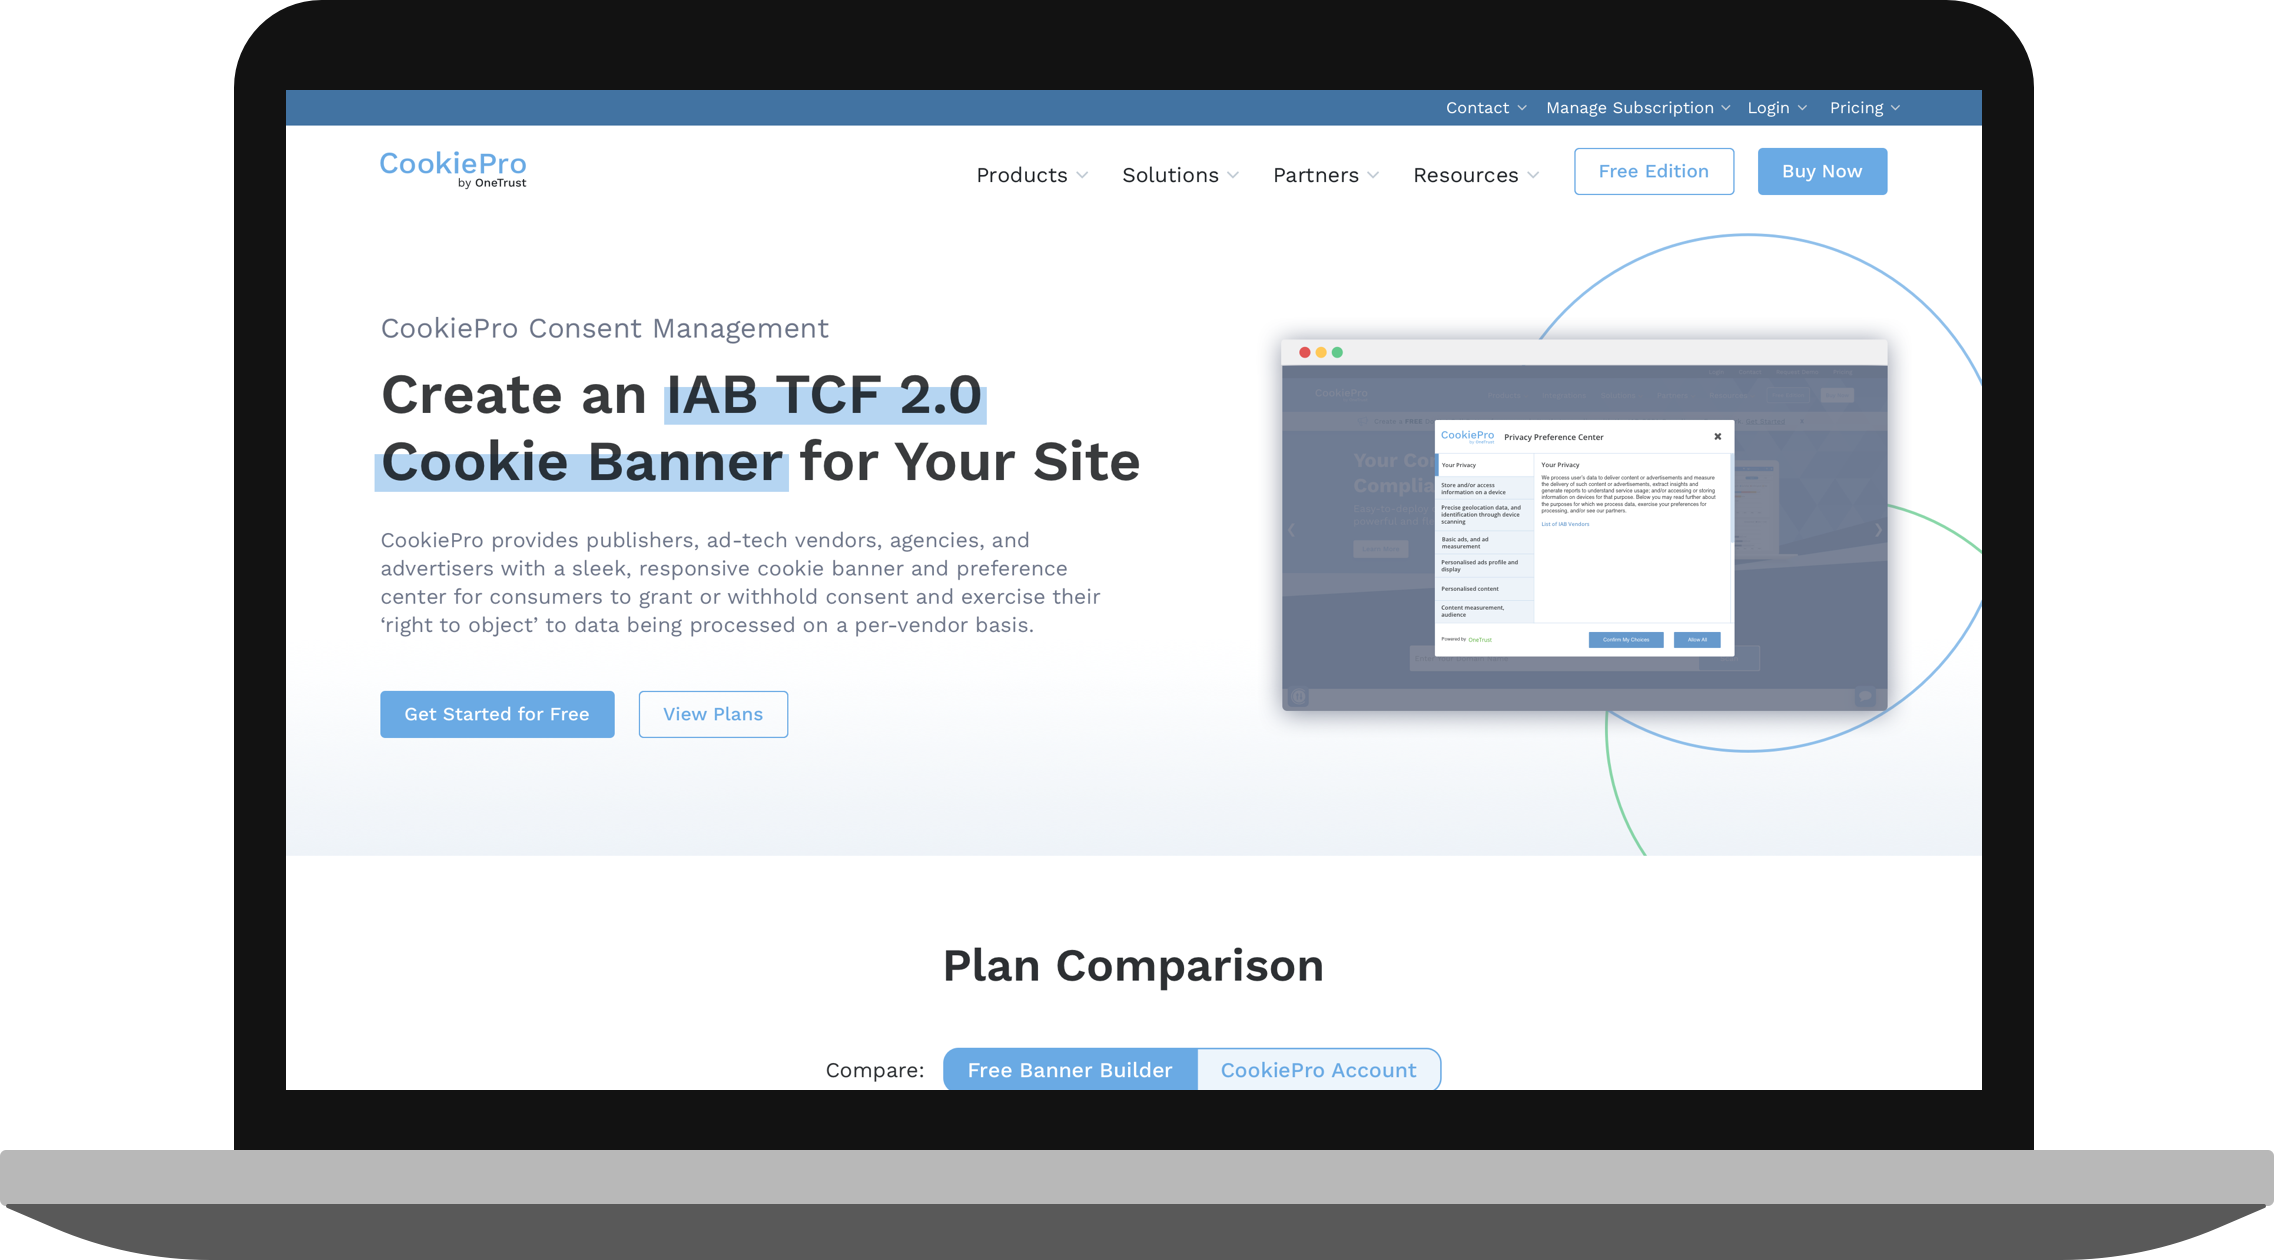 Contact Manage Subscription Login Pricing
CookiePro
by OneTrust
Products Solutions Partners Resources Free Edition Buy Now
CookiePro Consent Management
Create an IAB TCF 2.0
Cookie Banner for Your Site
CookiePro provides publishers, ad-tech vendors, agencies, and
advertisers with a sleek, responsive cookie banner and preference
center for consumers to grant or withhold consent and exercise their
‘right to object’ to data being processed on a per-vendor basis.
Get Started for Free View Plans
CookiePro
by OneTrust
Privacy Preference Center
Your Privacy
Store and/or access
information on a device
Precise geolocation data, and
identification through device
scanning
Basic ads, and ad
measurement
Personalised ads profile and
display
Personalised content
Content measurement,
audience
Your Privacy
We process user's data to deliver content or advertisements and measure
the delivery of such content or advertisements, extract insights and
generate reports to understand service usage; and/or accessing or storing
information on devices for that purpose. Below you may read further about
the purposes for which we process data, exercise your preferences for
processing, and/or see our partners.
List of IAB Vendors
Powered by OneTrust
Confirm My Choices Allow All
Plan Comparison
Compare: Free Banner Builder CookiePro Account